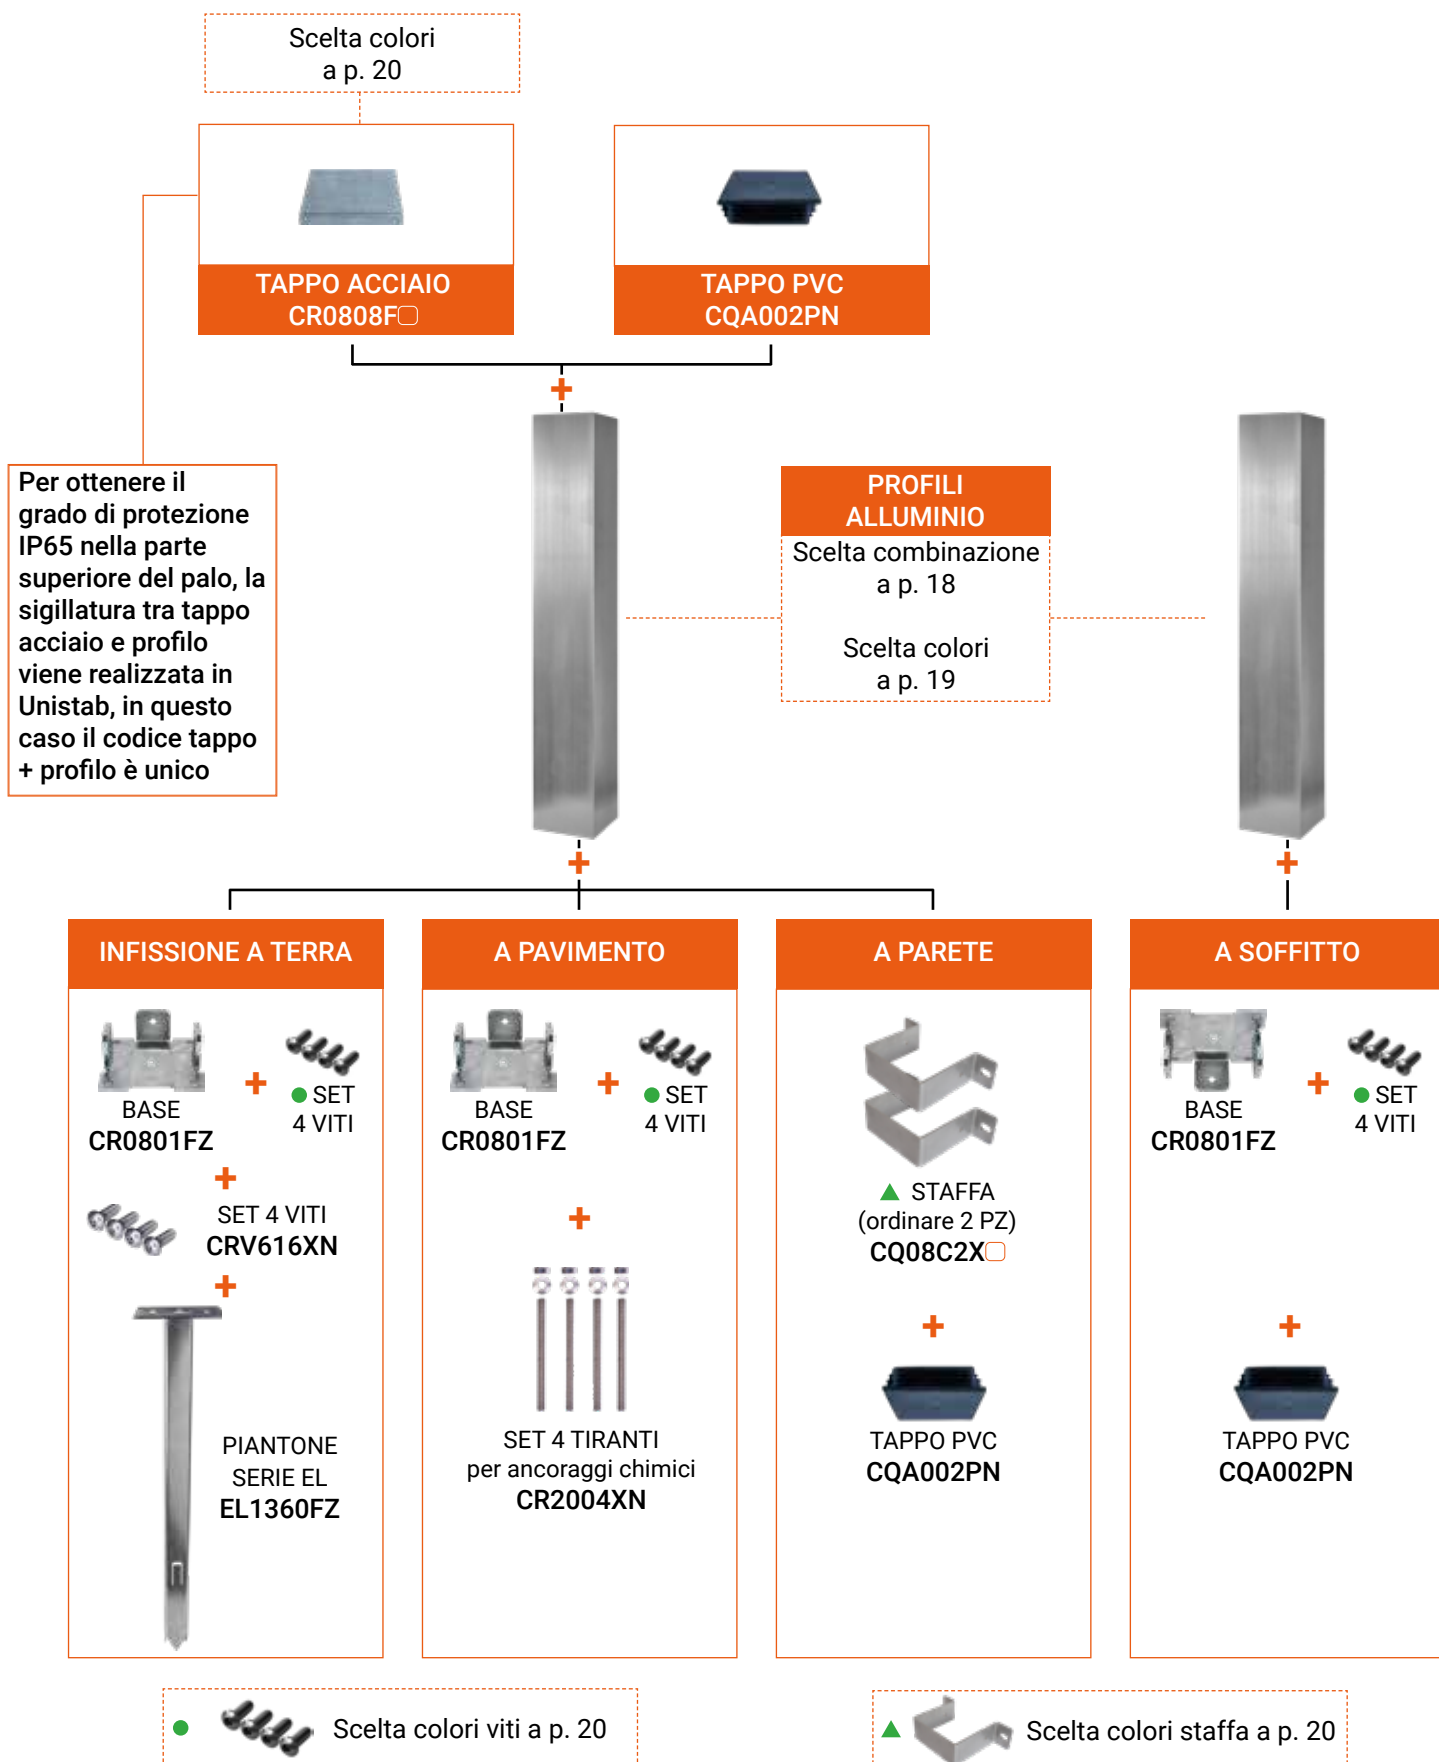 Scelta colori
a p. 20
TAPPO ACCIAIO
CR0808F▢
TAPPO PVC
CQA002PN
Per ottenere il
grado di protezione
IP65 nella parte
superiore del palo, la
sigillatura tra tappo
acciaio e profilo
viene realizzata in
Unistab, in questo
caso il codice tappo
+ profilo è unico
PROFILI
ALLUMINIO
Scelta combinazione
a p. 18
Scelta colori
a p. 19
INFISSIONE A TERRA
BASE
CR0801FZ
SET
4 VITI
SET 4 VITI
CRV616XN
PIANTONE
SERIE EL
EL1360FZ
A PAVIMENTO
BASE
CR0801FZ
SET
4 VITI
SET 4 TIRANTI
per ancoraggi chimici
CR2004XN
A PARETE
STAFFA
(ordinare 2 PZ)
CQ08C2X▢
TAPPO PVC
CQA002PN
A SOFFITTO
BASE
CR0801FZ
SET
4 VITI
TAPPO PVC
CQA002PN
Scelta colori viti a p. 20
Scelta colori staffa a p. 20